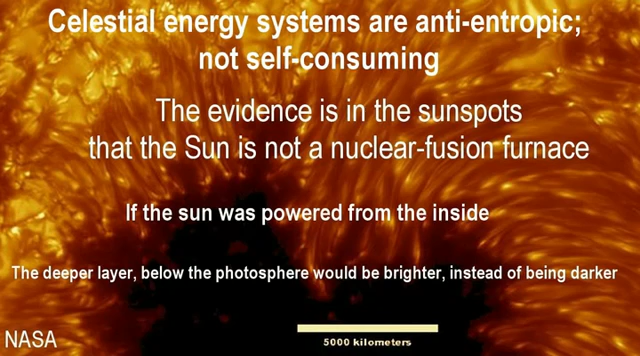 Celestial energy systems are anti-entropic;
not self-consuming
The evidence is in the sunspots
that the Sun is not a nuclear-fusion furnace
If the sun was powered from the inside
The deeper layer, below the photosphere would be brighter, instead of being darker
NASA
5000 kilometers